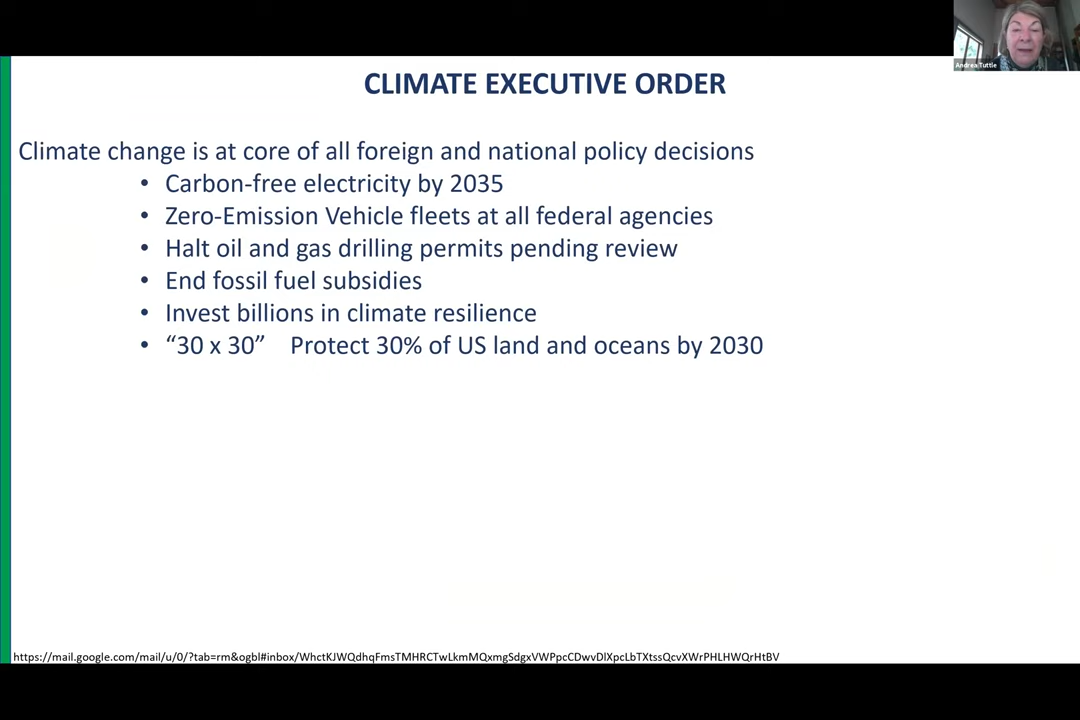 Andrea Tuttle
CLIMATE EXECUTIVE ORDER
Climate change is at core of all foreign and national policy decisions
• Carbon-free electricity by 2035
• Zero-Emission Vehicle fleets at all federal agencies
• Halt oil and gas drilling permits pending review
• End fossil fuel subsidies
• Invest billions in climate resilience
• “30 x 30” Protect 30% of US land and oceans by 2030
https://mail.google.com/mail/u/0/?tab=rm&ogbl#inbox/WhctKJWQdhqFmsTMHRCTwLkmMQxmgSdgxVWPpcCDwvDlXpcLbTXtssQcvXWrPHLHWQrHtBV